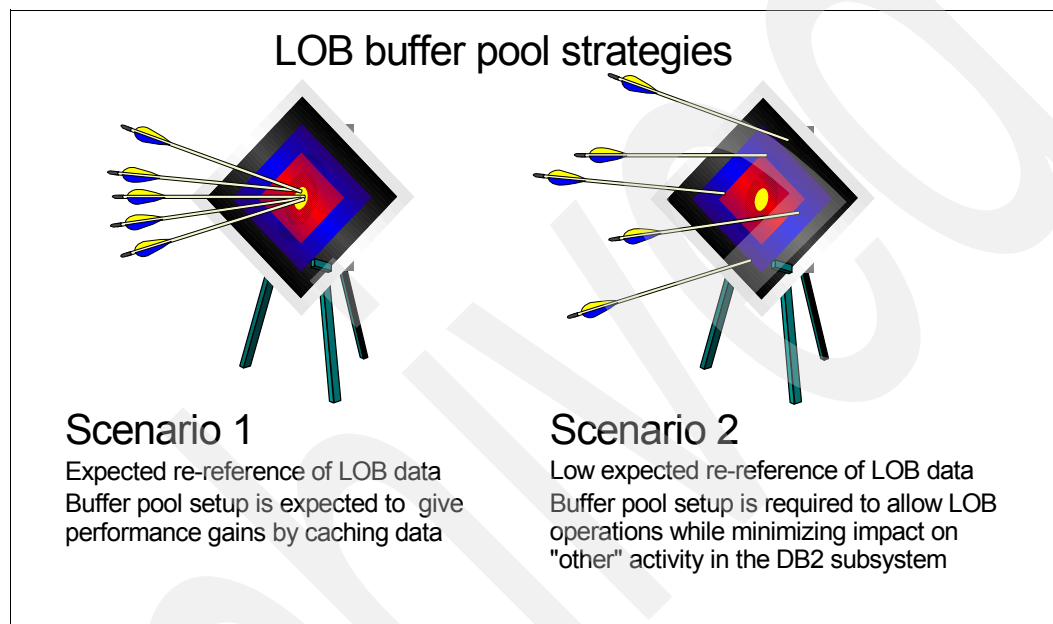 LOB buffer pool strategies
Scenario 1
Expected re-reference of LOB data
Buffer pool setup is expected to give
performance gains by caching data
Scenario 2
Low expected re-reference of LOB data
Buffer pool setup is required to allow LOB
operations while minimizing impact on
"other" activity in the DB2 subsystem